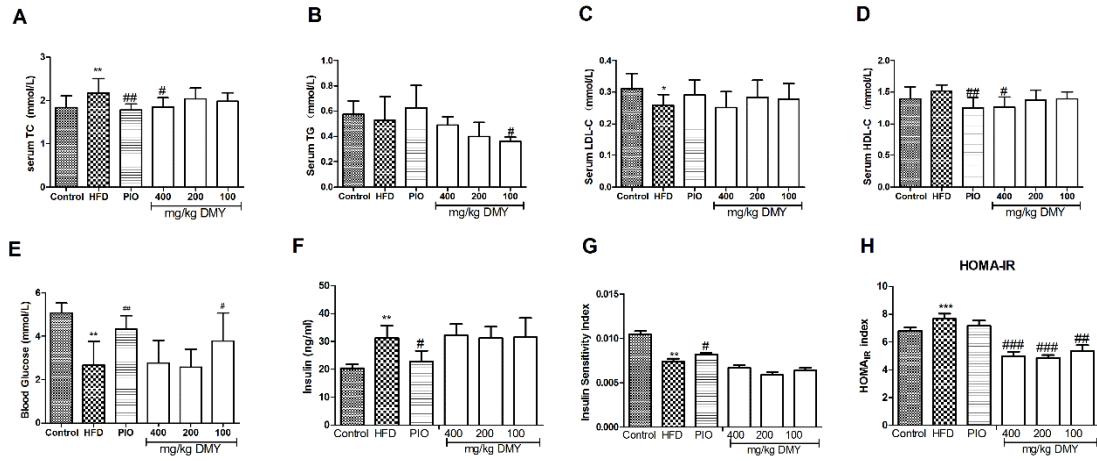 A
serum TC (mmol/L)
3
2
1
0
**
##
#
Control HFD PIO 400 200 100
mg/kg DMY
B
Serum TG （mmol/L)
1.0
0.8
0.6
0.4
0.2
0.0
#
Control HFD PIO 400 200 100
mg/kg DMY
C
Serum LDL-C （mmol/L)
0.4
0.3
0.2
0.1
0.0
*
Control HFD PIO 400 200 100
mg/kg DMY
D
Serum HDL-C （mmol/L)
2.0
1.5
1.0
0.5
0.0
##
#
Control HFD PIO 400 200 100
mg/kg DMY
E
Blood Glucose (mmol/L)
6
4
2
0
**
##
#
Control HFD PIO 400 200 100
mg/kg DMY
F
Insulin (ng/ml)
50
40
30
20
10
0
**
#
Control HFD PIO 400 200 100
mg/kg DMY
G
Insulin Sensitivity Index
0.015
0.010
0.005
0.000
**
#
Control HFD PIO 400 200 100
mg/kg DMY
H
HOMA-IR
HOMAIR index
10
8
6
4
2
0
***
###
###
##
Control HFD PIO 400 200 100
mg/kg DMY